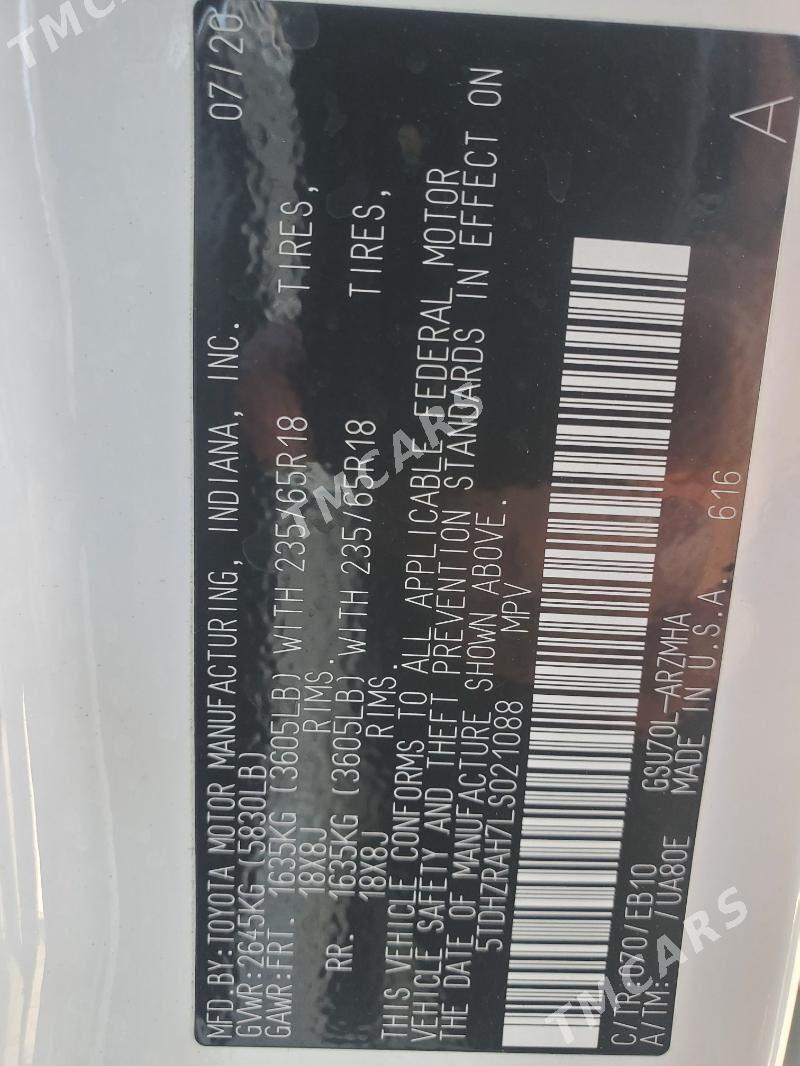 MFD.BY:TOYOTA MOTOR MANUFACTURING, INDIANA, INC. 07/20
GVWR:2645KG (5830LB)
GAWR:FRT. 1635KG (3605LB) WITH 235/65R18 TIRES,
18X8J RIMS.
RR. 1635KG (3605LB) WITH 235/65R18 TIRES,
18X8J RIMS.
THIS VEHICLE CONFORMS TO ALL APPLICABLE FEDERAL MOTOR
VEHICLE SAFETY AND THEFT PREVENTION STANDARDS IN EFFECT ON
THE DATE OF MANUFACTURE SHOWN ABOVE.
5TDHZRAH7LS021088 MPV
C/TR:070/EB10 GSU70L-ARZMHA 616 A
A/TM: /UA80E MADE IN U.S.A.
TMCARS
TMCARS
TMCARS